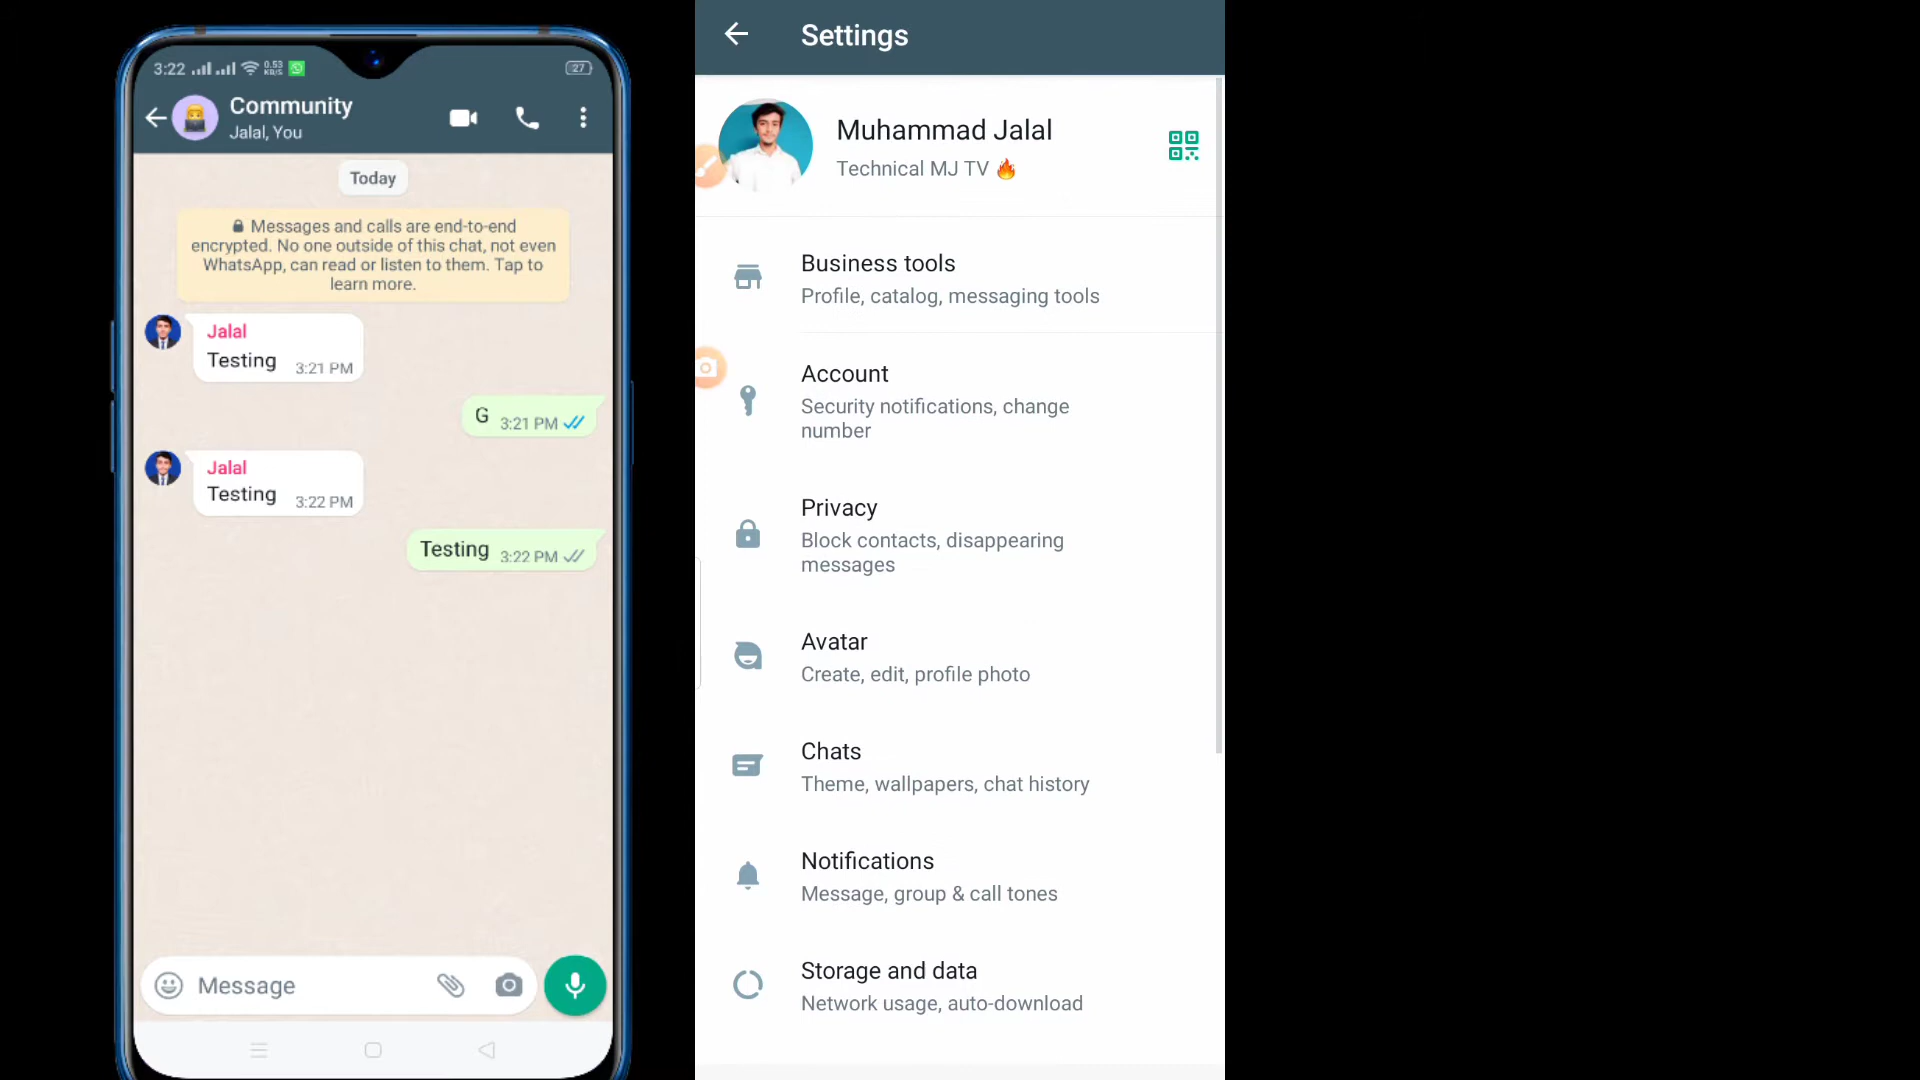 3:22
0.53
KB/S
27
Community
Jalal, You
Today
Messages and calls are end-to-end
encrypted. No one outside of this chat, not even
WhatsApp, can read or listen to them. Tap to
learn more.
Jalal
Testing 3:21 PM
G 3:21 PM
Jalal
Testing 3:22 PM
Testing 3:22 PM
Message
Settings
Muhammad Jalal
Technical MJ TV 🔥
Business tools
Profile, catalog, messaging tools
Account
Security notifications, change
number
Privacy
Block contacts, disappearing
messages
Avatar
Create, edit, profile photo
Chats
Theme, wallpapers, chat history
Notifications
Message, group & call tones
Storage and data
Network usage, auto-download